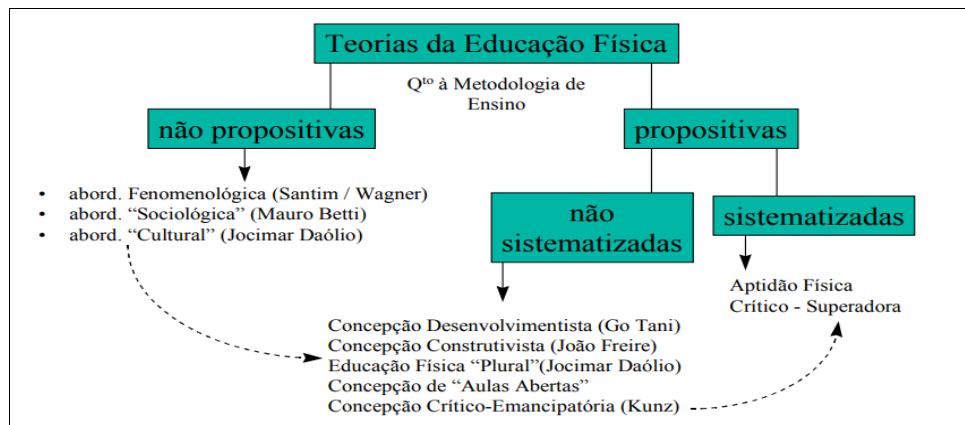 Teorias da Educação Física
Qto à Metodologia de
Ensino
não propositivas
propositivas
• abord. Fenomenológica (Santim / Wagner)
• abord. “Sociológica” (Mauro Betti)
• abord. “Cultural” (Jocimar Daólio)
não
sistematizadas
sistematizadas
Aptidão Física
Crítico - Superadora
Concepção Desenvolvimentista (Go Tani)
Concepção Construtivista (João Freire)
Educação Física “Plural”(Jocimar Daólio)
Concepção de “Aulas Abertas”
Concepção Crítico-Emancipatória (Kunz)